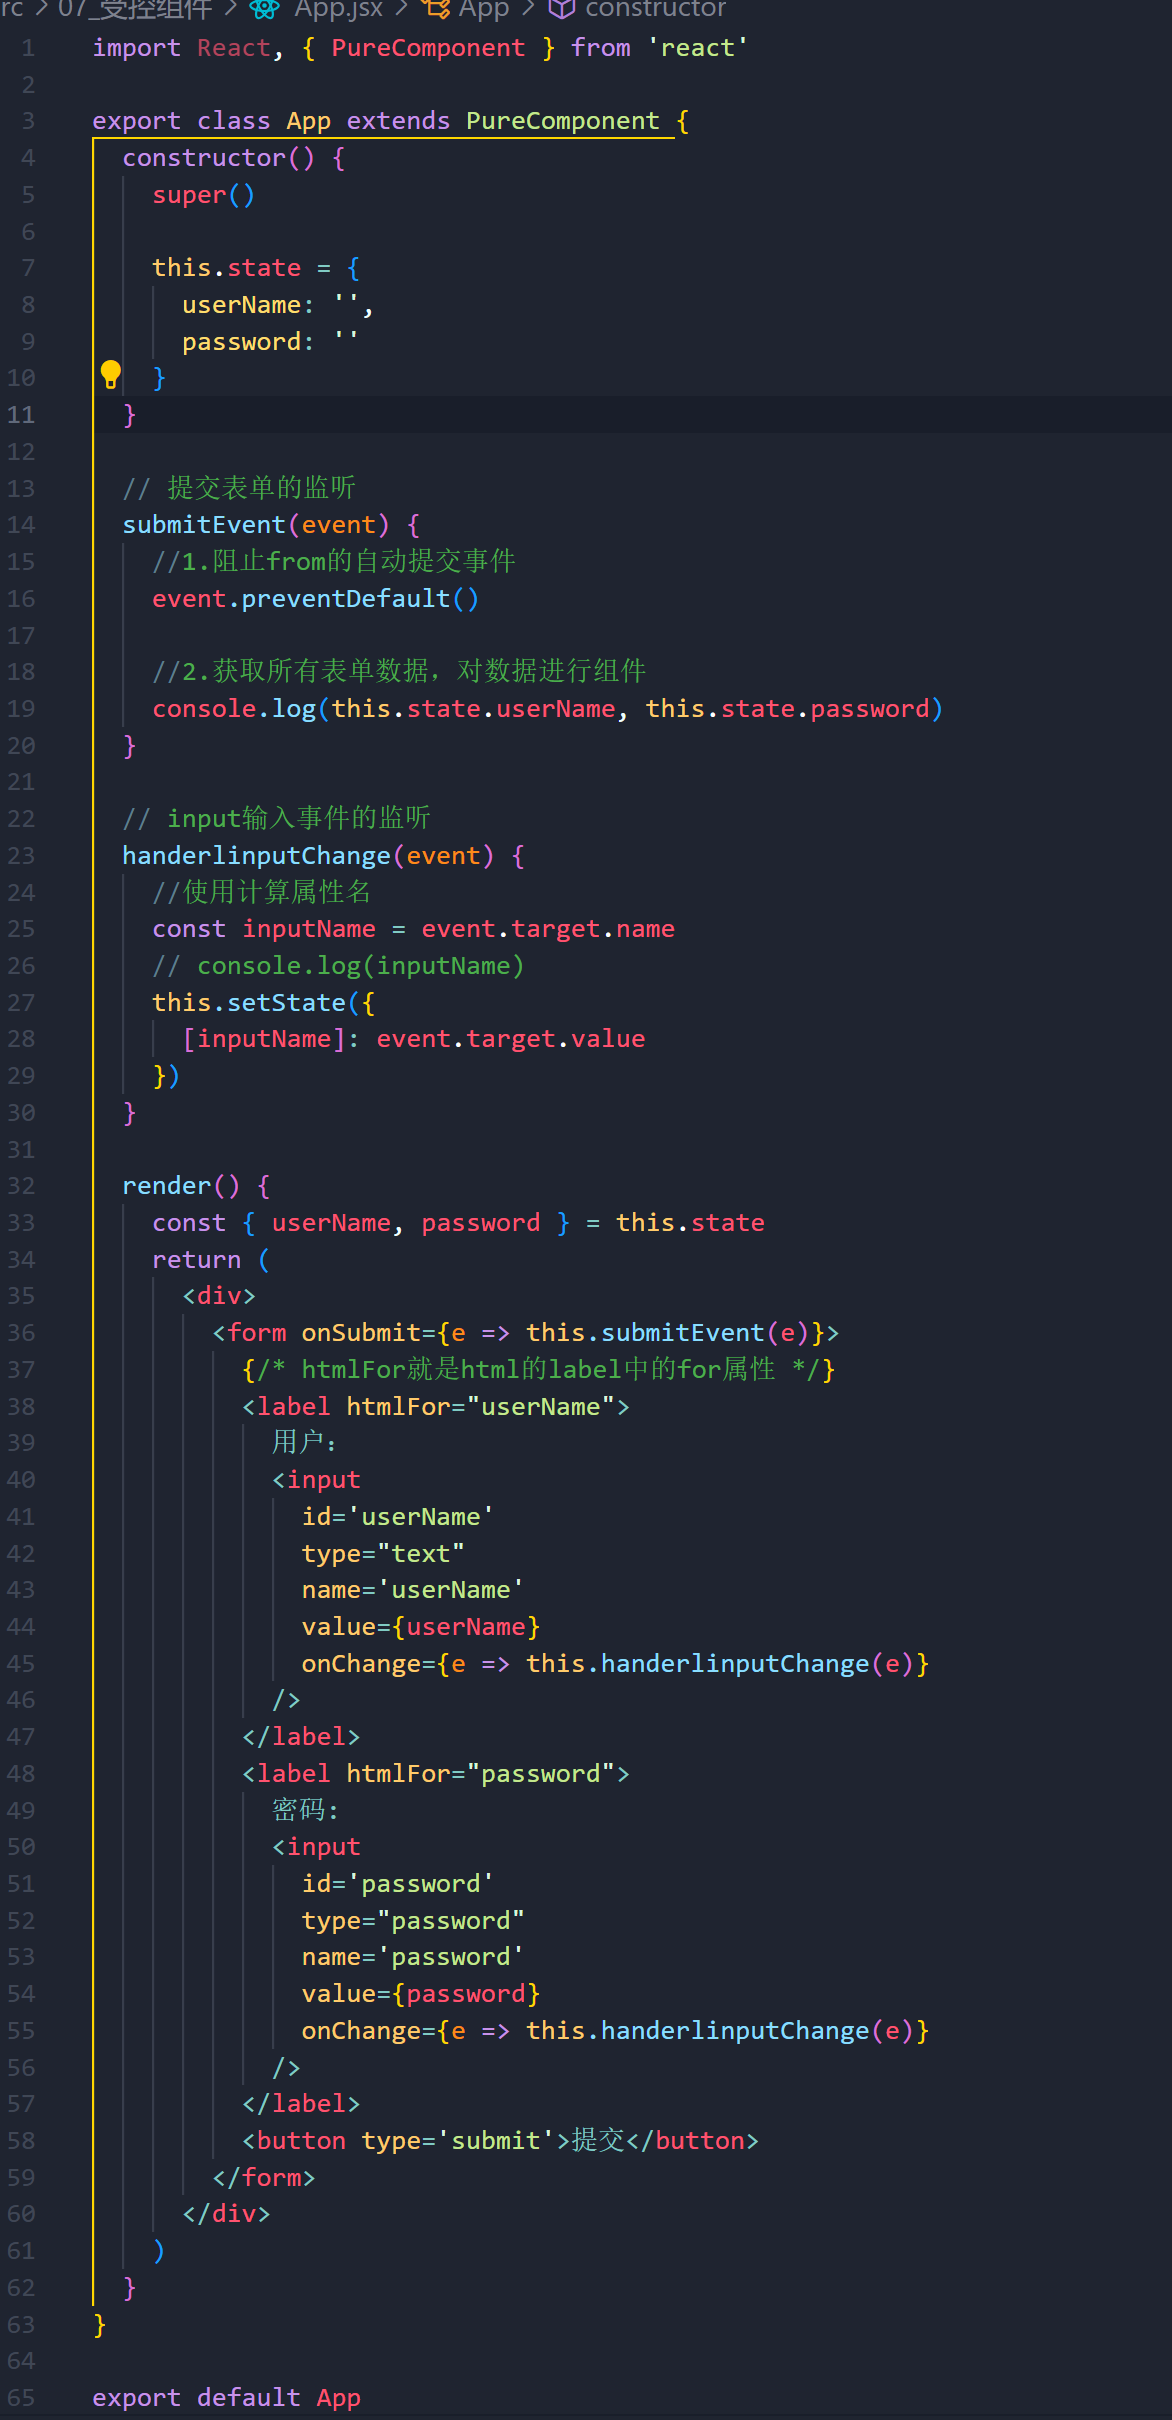 rc > 07_受控组件 > App.jsx > App > constructor
1 import React, { PureComponent } from 'react'
2
3 export class App extends PureComponent {
4   constructor() {
5     super()
6
7     this.state = {
8       userName: '',
9       password: ''
10     }
11   }
12
13   // 提交表单的监听
14   submitEvent(event) {
15     //1.阻止from的自动提交事件
16     event.preventDefault()
17
18     //2.获取所有表单数据，对数据进行组件
19     console.log(this.state.userName, this.state.password)
20   }
21
22   // input输入事件的监听
23   handerlinputChange(event) {
24     //使用计算属性名
25     const inputName = event.target.name
26     // console.log(inputName)
27     this.setState({
28       [inputName]: event.target.value
29     })
30   }
31
32   render() {
33     const { userName, password } = this.state
34     return (
35       <div>
36         <form onSubmit={e => this.submitEvent(e)}>
37           {/* htmlFor就是html的label中的for属性 */}
38           <label htmlFor="userName">
39             用户：
40             <input
41               id='userName'
42               type="text"
43               name='userName'
44               value={userName}
45               onChange={e => this.handerlinputChange(e)}
46             />
47           </label>
48           <label htmlFor="password">
49             密码：
50             <input
51               id='password'
52               type="password"
53               name='password'
54               value={password}
55               onChange={e => this.handerlinputChange(e)}
56             />
57           </label>
58           <button type='submit'>提交</button>
59         </form>
60       </div>
61     )
62   }
63 }
64
65 export default App